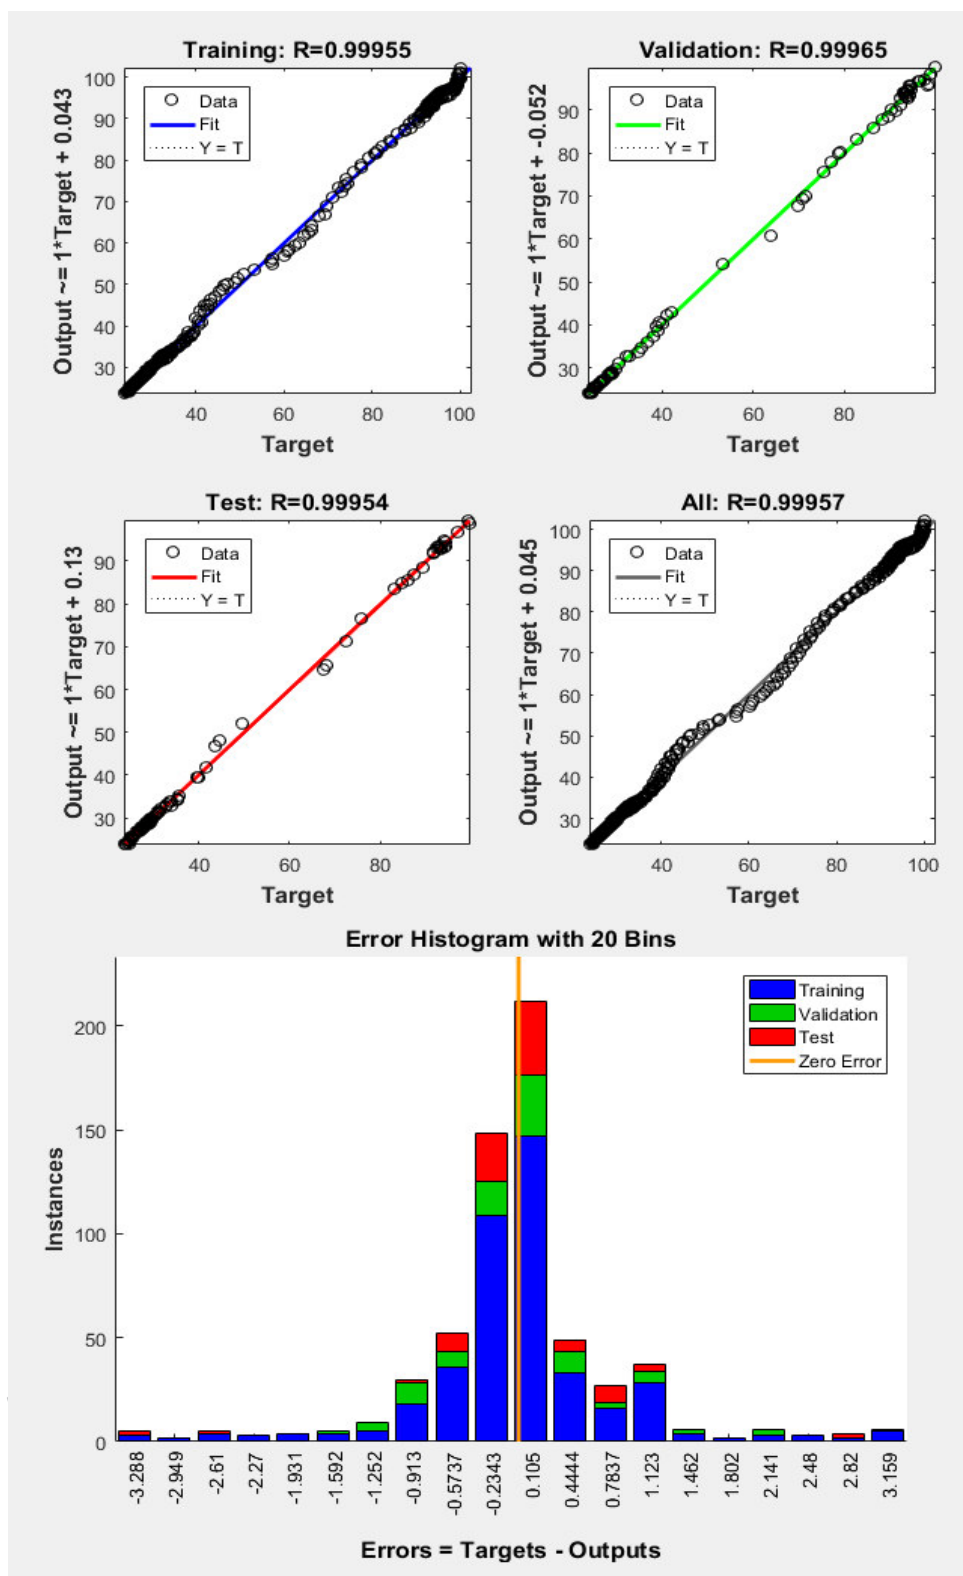 Training: R=0.99955
Output ~= 1*Target + 0.043
100
90
80
70
60
50
40
30
Data
Fit
Y = T
40 60 80 100
Target
Validation: R=0.99965
Output ~= 1*Target + -0.052
90
80
70
60
50
40
30
Data
Fit
Y = T
40 60 80
Target
Test: R=0.99954
Output ~= 1*Target + 0.13
90
80
70
60
50
40
30
Data
Fit
Y = T
40 60 80
Target
All: R=0.99957
Output ~= 1*Target + 0.045
100
90
80
70
60
50
40
30
Data
Fit
Y = T
40 60 80 100
Target
Error Histogram with 20 Bins
Instances
200
150
100
50
0
Training
Validation
Test
Zero Error
-3.288
-2.949
-2.61
-2.27
-1.931
-1.592
-1.252
-0.913
-0.5737
-0.2343
0.105
0.4444
0.7837
1.123
1.462
1.802
2.141
2.48
2.82
3.159
Errors = Targets - Outputs